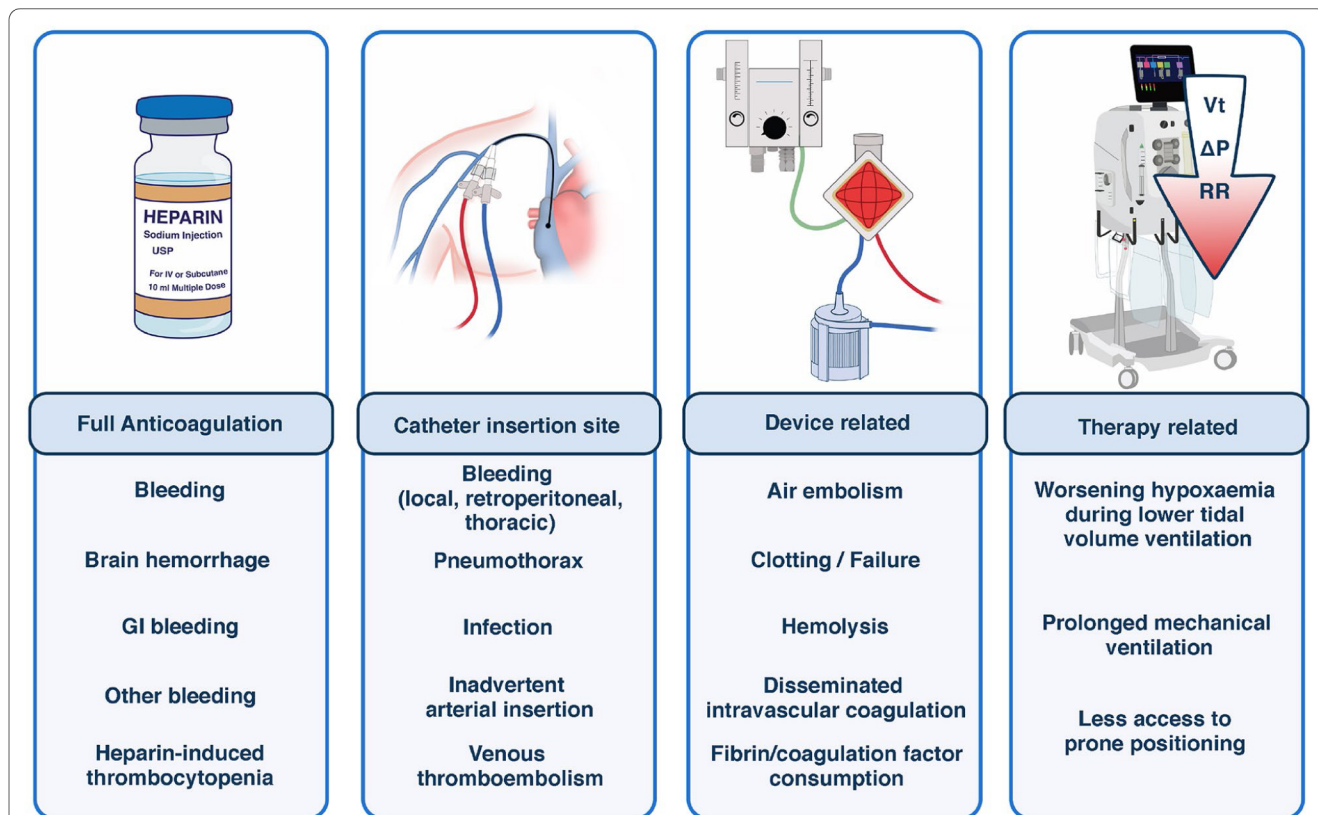 HEPARIN
Sodium Injection
USP
For IV or Subcutane
10 ml Multiple Dose
Vt
ΔP
RR
Full Anticoagulation
Bleeding
Brain hemorrhage
GI bleeding
Other bleeding
Heparin-induced
thrombocytopenia
Catheter insertion site
Bleeding
(local, retroperitoneal,
thoracic)
Pneumothorax
Infection
Inadvertent
arterial insertion
Venous
thromboembolism
Device related
Air embolism
Clotting / Failure
Hemolysis
Disseminated
intravascular coagulation
Fibrin/coagulation factor
consumption
Therapy related
Worsening hypoxaemia
during lower tidal
volume ventilation
Prolonged mechanical
ventilation
Less access to
prone positioning